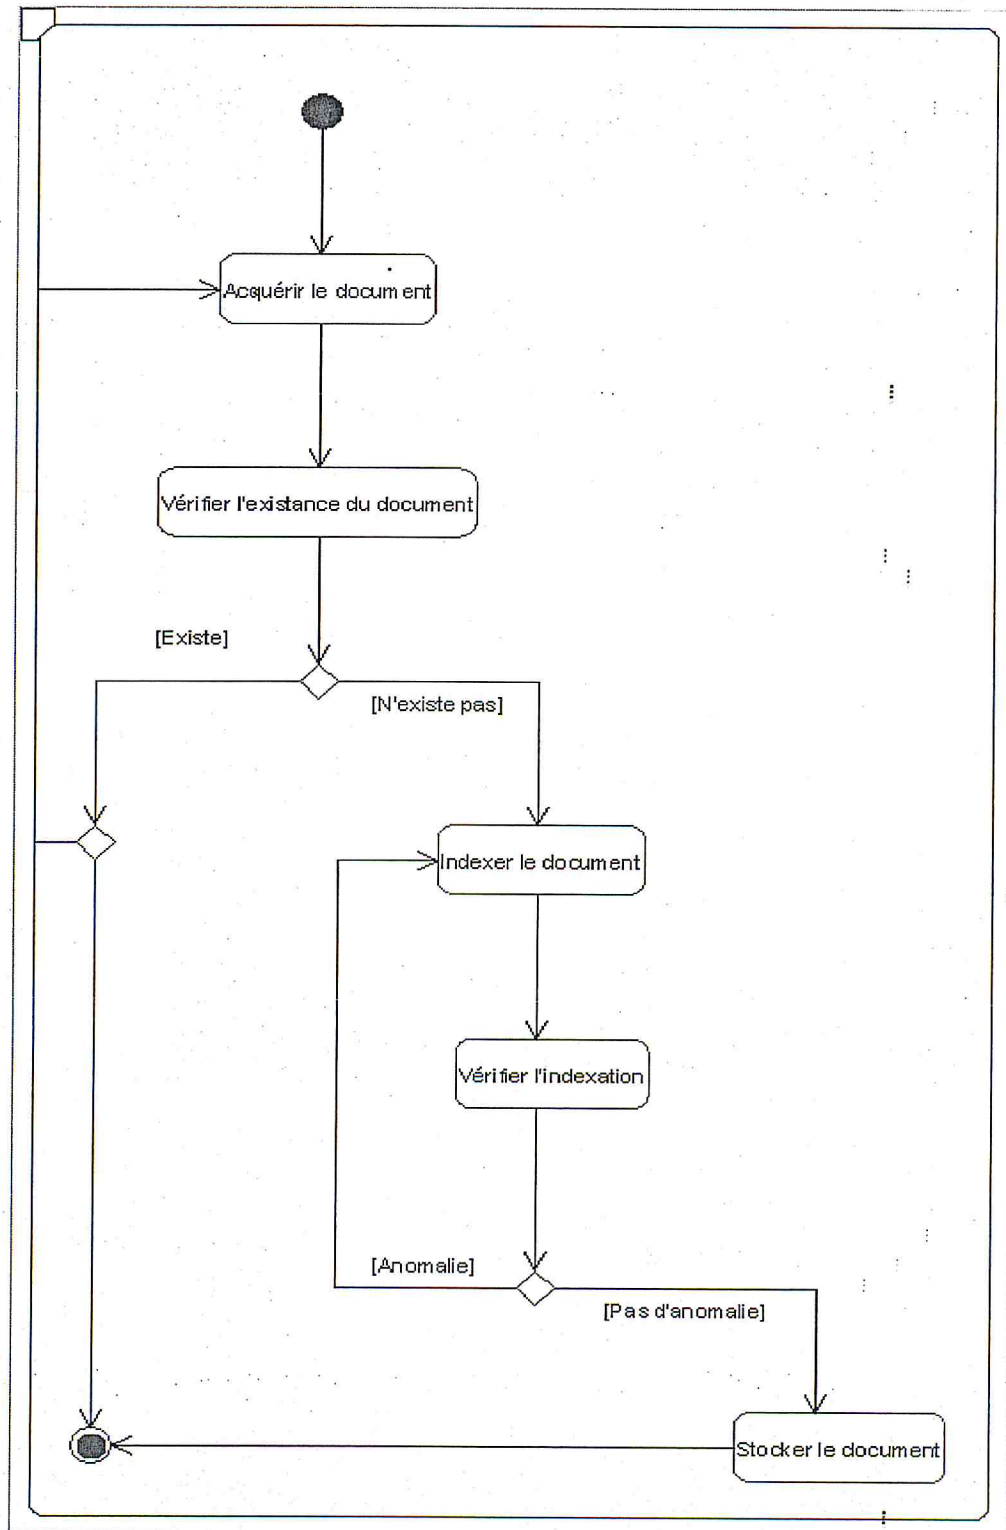 Acquérir le document
Vérifier l'existance du document
[Existe]
[N'existe pas]
Indexer le document
Vérifier l'indexation
[Anomalie]
[Pas d'anomalie]
Stocker le document